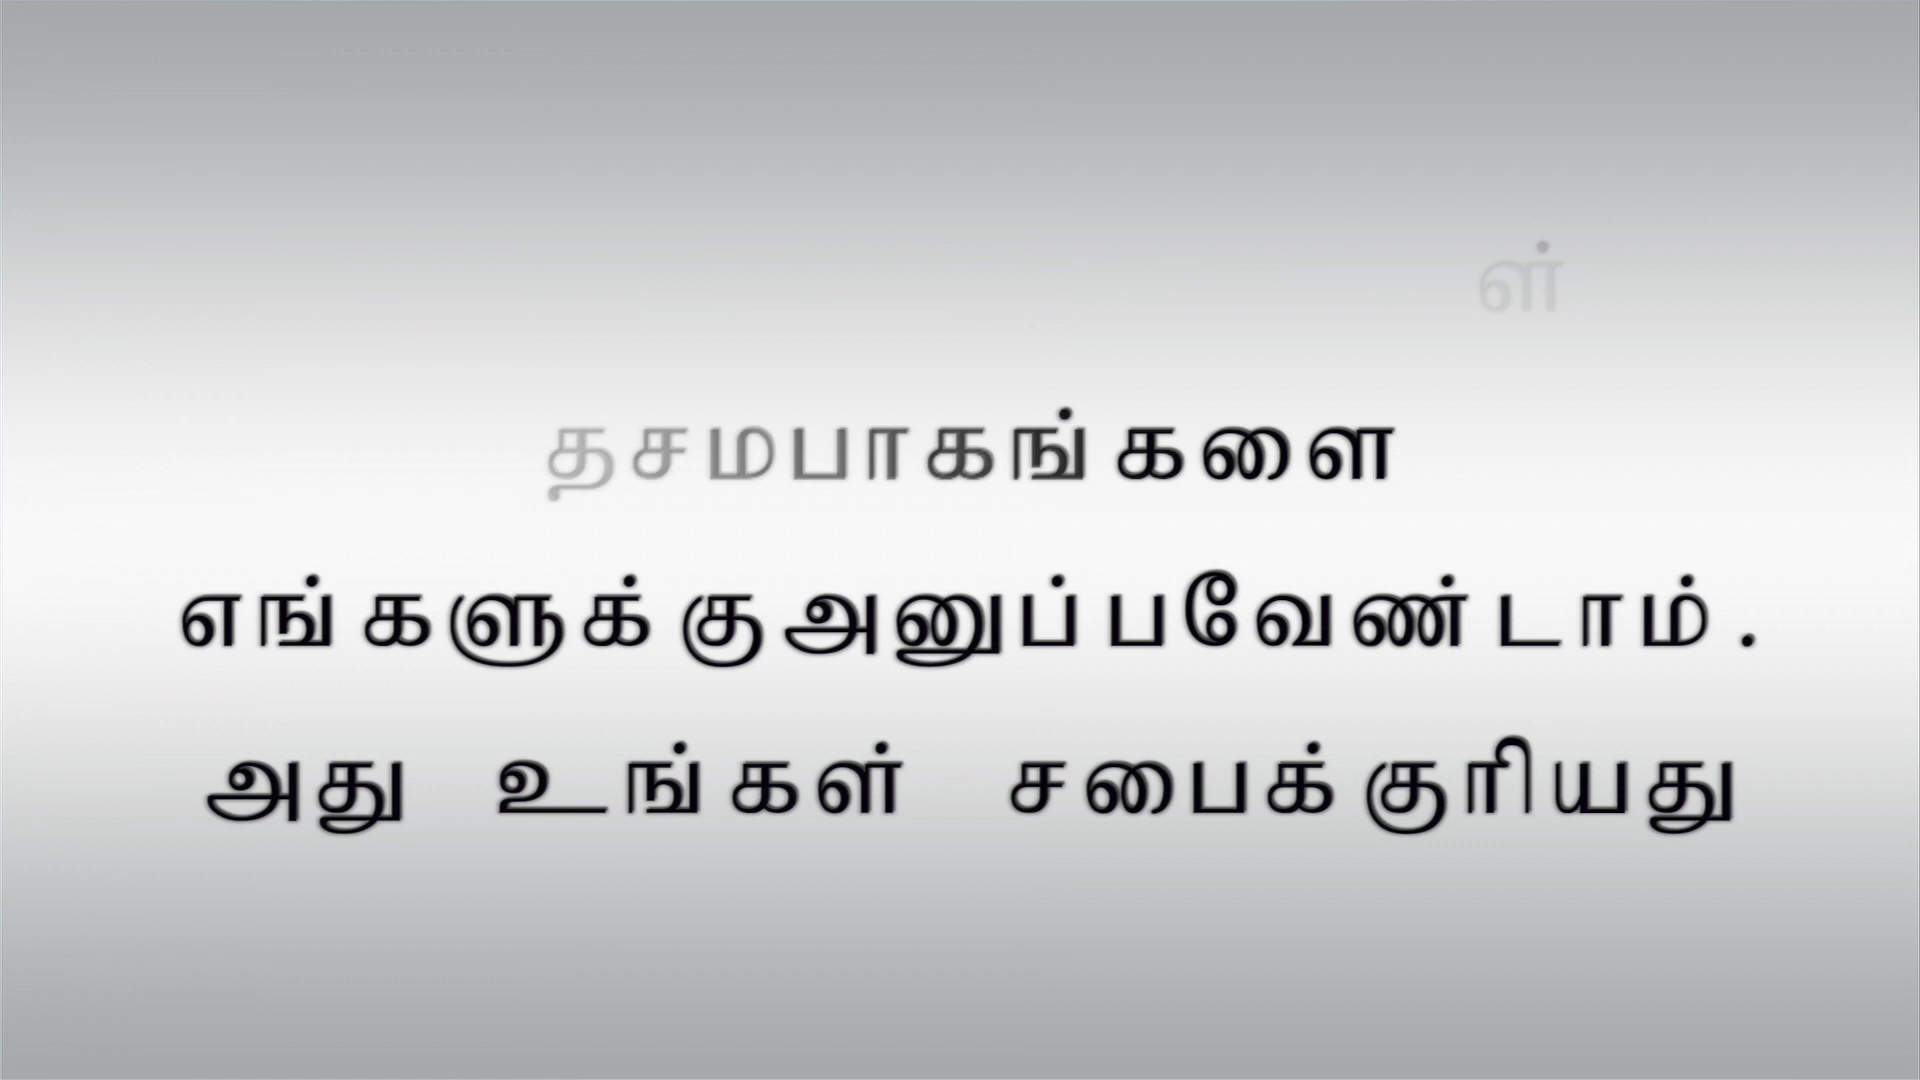 ள்
தசமபாகங்களை
எங்களுக்குஅனுப்பவேண்டாம்.
அது உங்கள் சபைக்குரியது